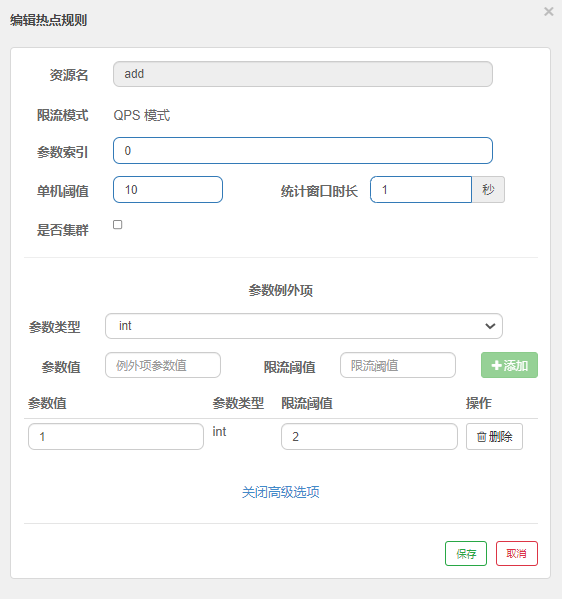 编辑热点规则
×
资源名 add
限流模式 QPS 模式
参数索引 0
单机阈值 10 统计窗口时长 1 秒
是否集群
参数例外项
参数类型 int
参数值 例外项参数值 限流阈值 限流阈值 添加
参数值 参数类型 限流阈值 操作
1 int 2 删除
关闭高级选项
保存 取消